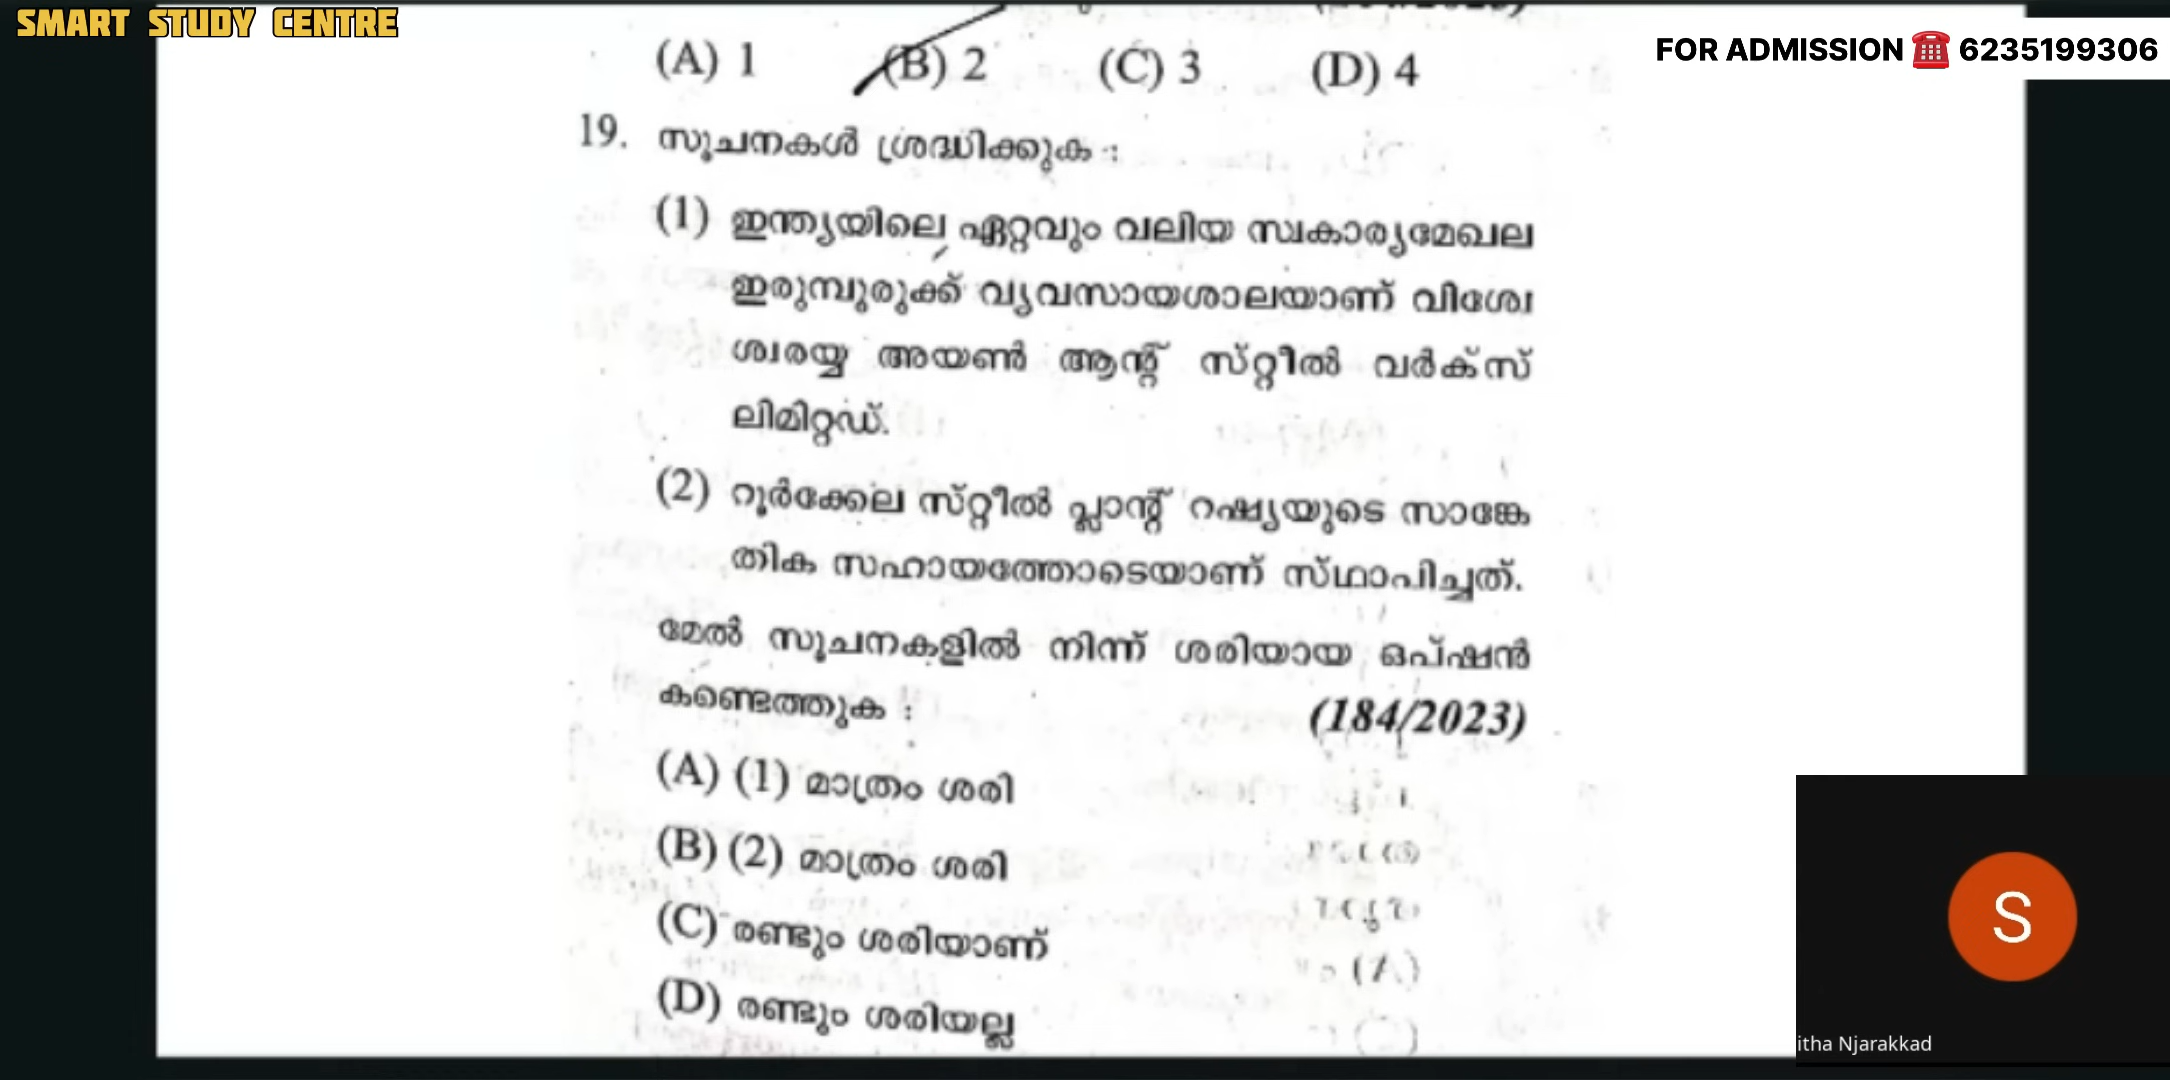 SMART STUDY CENTRE
FOR ADMISSION ☎ 6235199306
(A) 1 (B) 2 (C) 3 (D) 4
19. സൂചനകൾ ശ്രദ്ധിക്കുക :
(1) ഇന്ത്യയിലെ ഏറ്റവും വലിയ സ്വകാര്യമേഖല
ഇരുമ്പുരുക്ക് വ്യവസായശാലയാണ് വിശ്വേ
ശ്വരയ്യ അയൺ ആന്റ് സ്റ്റീൽ വർക്സ്
ലിമിറ്റഡ്.
(2) റൂർക്കേല സ്റ്റീൽ പ്ലാന്റ് റഷ്യയുടെ സാങ്കേ
തിക സഹായത്തോടെയാണ് സ്ഥാപിച്ചത്.
മേൽ സൂചനകളിൽ നിന്ന് ശരിയായ ഒപ്ഷൻ
കണ്ടെത്തുക : (184/2023)
(A) (1) മാത്രം ശരി
(B) (2) മാത്രം ശരി
(C) രണ്ടും ശരിയാണ്
(D) രണ്ടും ശരിയല്ല
S
itha Njarakkad